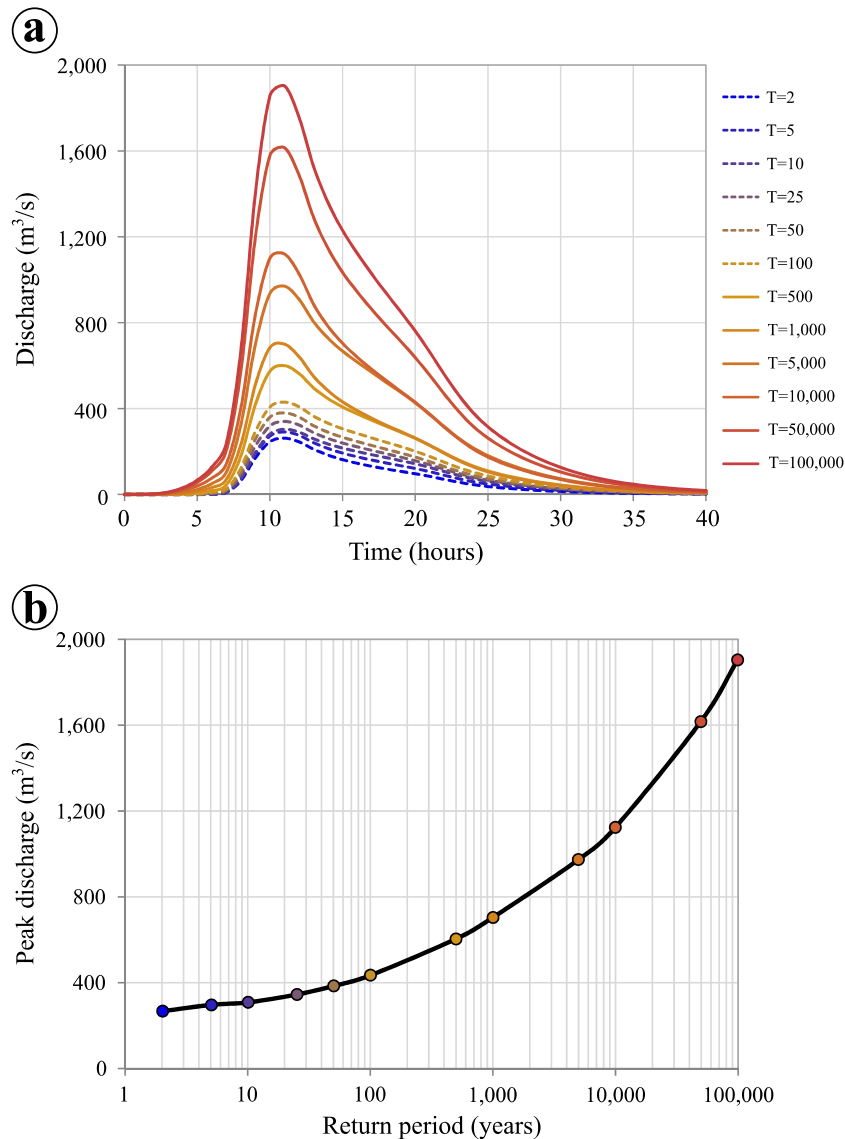 a
2,000
1,600
1,200
800
400
0
Discharge (m³/s)
0 5 10 15 20 25 30 35 40
Time (hours)
T=2
T=5
T=10
T=25
T=50
T=100
T=500
T=1,000
T=5,000
T=10,000
T=50,000
T=100,000
b
2,000
1,600
1,200
800
400
0
Peak discharge (m³/s)
1 10 100 1,000 10,000 100,000
Return period (years)